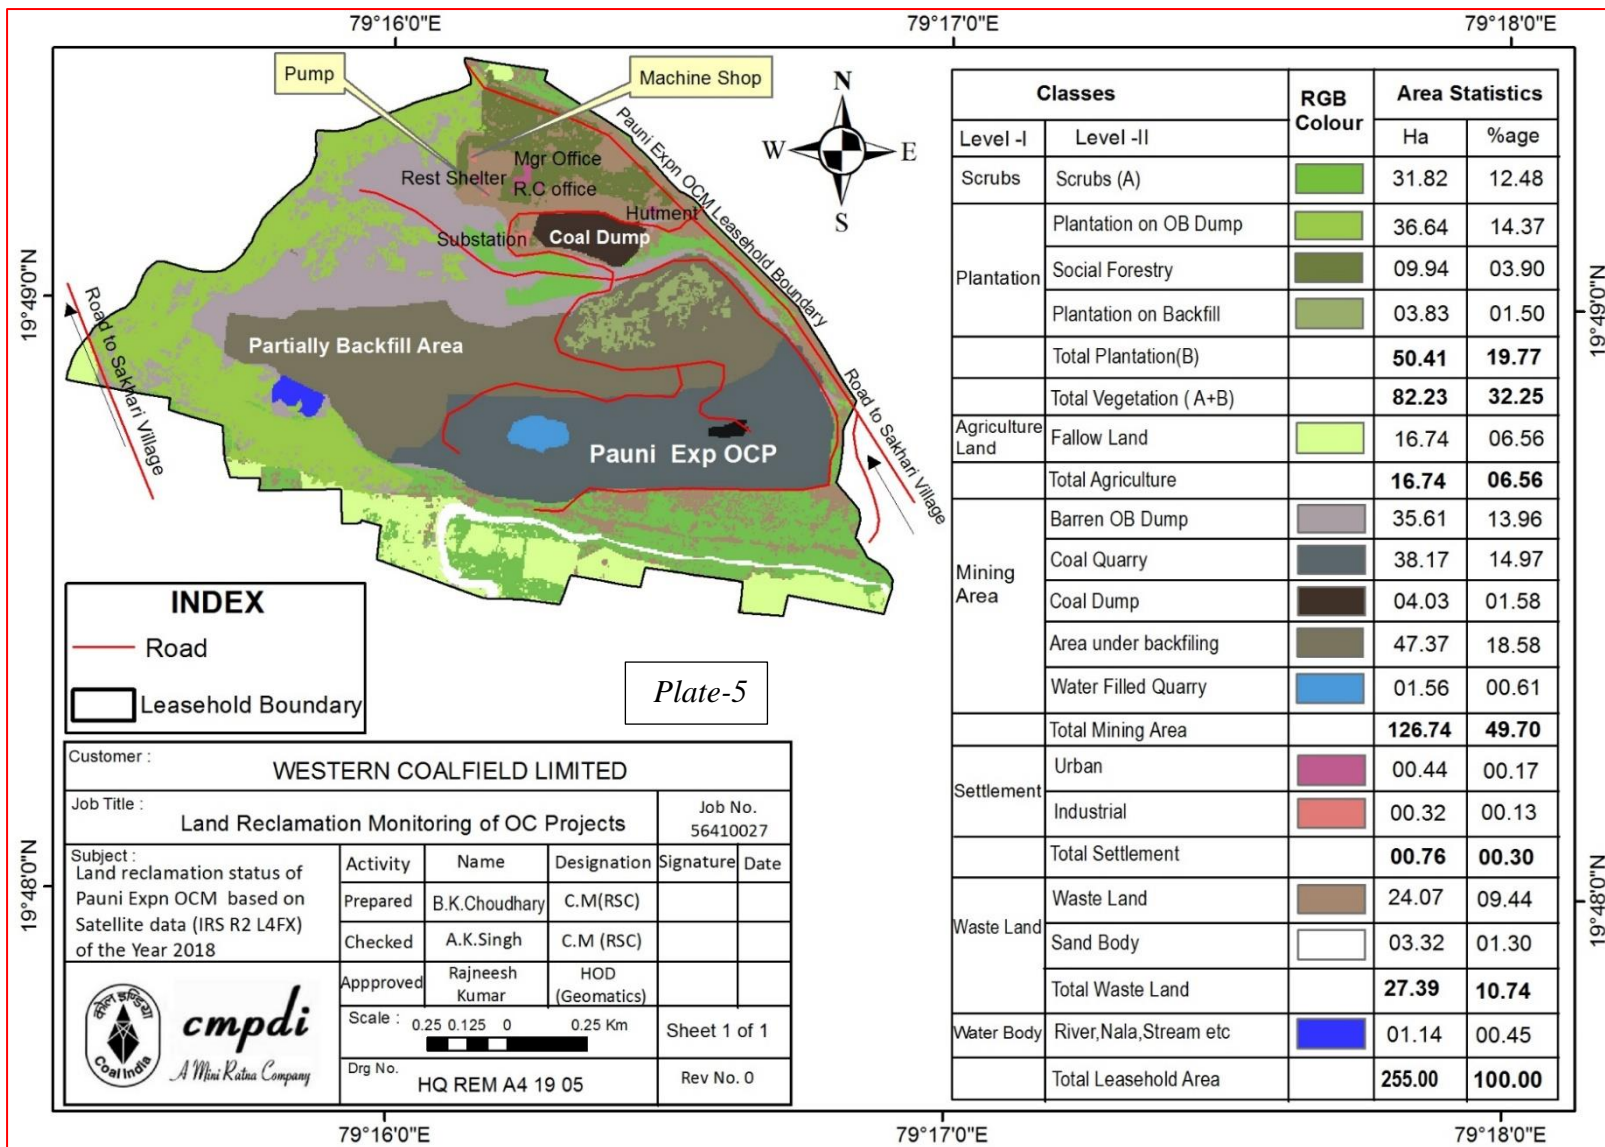 79°16'0"E
79°17'0"E
79°18'0"E
19°49'0"N
19°48'0"N
19°49'0"N
19°48'0"N
79°16'0"E
79°17'0"E
79°18'0"E
Pump
Machine Shop
N
W
E
S
Mgr Office
Rest Shelter
R.C office
Hutment
Substation
Coal Dump
Pauni Expn OCM Leasehold Boundary
Partially Backfill Area
Pauni Exp OCP
Road to Sakhari Village
Road to Sakhari Village
INDEX
Road
Leasehold Boundary
Plate-5
Customer :
WESTERN COALFIELD LIMITED
Job Title :
Land Reclamation Monitoring of OC Projects
Job No.
56410027
Subject :
Land reclamation status of
Pauni Expn OCM based on
Satellite data (IRS R2 L4FX)
of the Year 2018
Activity Name Designation Signature Date
Prepared B.K.Choudhary C.M(RSC)
Checked A.K.Singh C.M (RSC)
Appproved Rajneesh Kumar HOD (Geomatics)
Scale : 0.25 0.125 0 0.25 Km
Sheet 1 of 1
Drg No.
HQ REM A4 19 05
Rev No. 0
कोल इण्डिया
Coal India
cmpdi
A Mini Ratna Company
Classes RGB Colour Area Statistics
Level -I Level -II Ha %age
Scrubs Scrubs (A) 31.82 12.48
Plantation
Plantation on OB Dump 36.64 14.37
Social Forestry 09.94 03.90
Plantation on Backfill 03.83 01.50
Total Plantation(B) 50.41 19.77
Total Vegetation ( A+B) 82.23 32.25
Agriculture Land Fallow Land 16.74 06.56
Total Agriculture 16.74 06.56
Mining Area
Barren OB Dump 35.61 13.96
Coal Quarry 38.17 14.97
Coal Dump 04.03 01.58
Area under backfiling 47.37 18.58
Water Filled Quarry 01.56 00.61
Total Mining Area 126.74 49.70
Settlement
Urban 00.44 00.17
Industrial 00.32 00.13
Total Settlement 00.76 00.30
Waste Land
Waste Land 24.07 09.44
Sand Body 03.32 01.30
Total Waste Land 27.39 10.74
Water Body River,Nala,Stream etc 01.14 00.45
Total Leasehold Area 255.00 100.00